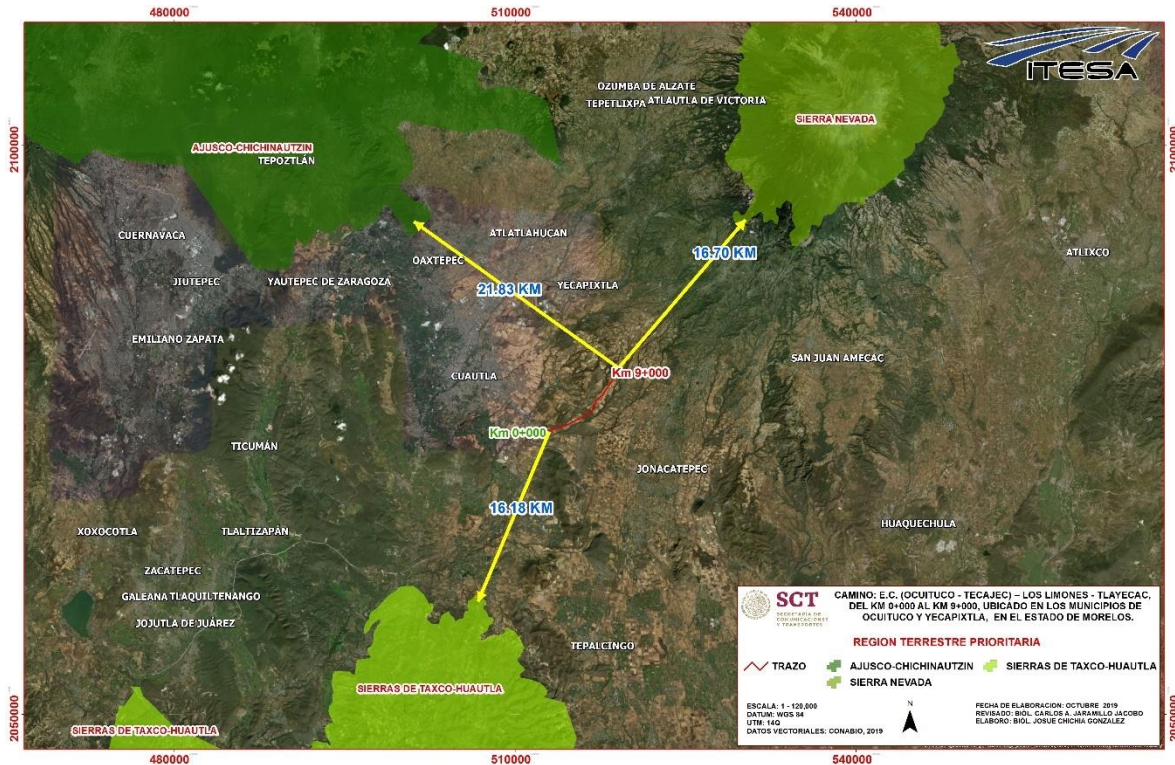 480000
510000
540000
ITESA
2100000
2100000
OZUMBA DE ALZATE
TEPETLIXPA
ATLAUTLA DE VICTORIA
SIERRA NEVADA
AJUSCO-CHICHINAUTZIN
TEPOZTLÁN
CUERNAVACA
ATLATLAHUCAN
16.70 KM
ATLIXCO
OAXTEPEC
JIUTEPEC
YAUTEPEC DE ZARAGOZA
21.83 KM
YECAPIXTLA
EMILIANO ZAPATA
SAN JUAN AMECAC
CUAUTLA
Km 9+000
Km 0+000
TICUMÁN
JONACATEPEC
16.18 KM
XOXOCOTLA
TLALTIZAPÁN
HUAQUECHULA
ZACATEPEC
GALEANA
TLAQUILTENANGO
JOJUTLA DE JUÁREZ
TEPALCINGO
SIERRAS DE TAXCO-HUAUTLA
SIERRAS DE TAXCO-HUAUTLA
2050000
2050000
SCT
SECRETARÍA DE
COMUNICACIONES
Y TRANSPORTES
CAMINO: E.C. (OCUITUCO - TECAJEC) – LOS LIMONES - TLAYECAC,
DEL KM 0+000 AL KM 9+000, UBICADO EN LOS MUNICIPIOS DE
OCUITUCO Y YECAPIXTLA, EN EL ESTADO DE MORELOS.
REGION TERRESTRE PRIORITARIA
TRAZO
AJUSCO-CHICHINAUTZIN
SIERRAS DE TAXCO-HUAUTLA
SIERRA NEVADA
ESCALA: 1 - 120,000
DATUM: WGS 84
UTM: 14Q
DATOS VECTORIALES: CONABIO, 2019
N
FECHA DE ELABORACION: OCTUBRE 2019
REVISADO: BIÓL. CARLOS A. JARAMILLO JACOBO
ELABORO: BIÓL. JOSUE CHICHIA GONZALEZ
480000
510000
540000